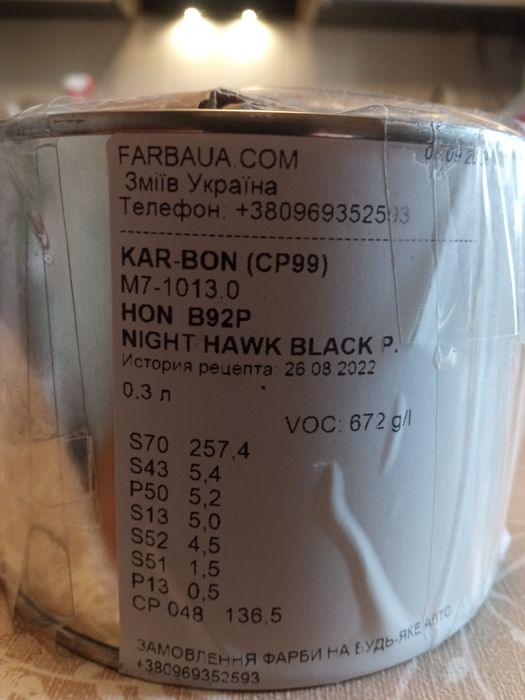 FARBAUA.COM
Зміїв Україна
Телефон: +380969352593
KAR-BON (CP99)
M7-1013.0
HON B92P
NIGHT HAWK BLACK P.
История рецепта: 26 08 2022
0.3 л
VOC: 672 g/l
S70 257,4
S43 5,4
P50 5,2
S13 5,0
S52 4,5
S51 1,5
P13 0,5
CP 048 136,5
ЗАМОВЛЕННЯ ФАРБИ НА БУДЬ-ЯКЕ АВТО
+380969352593